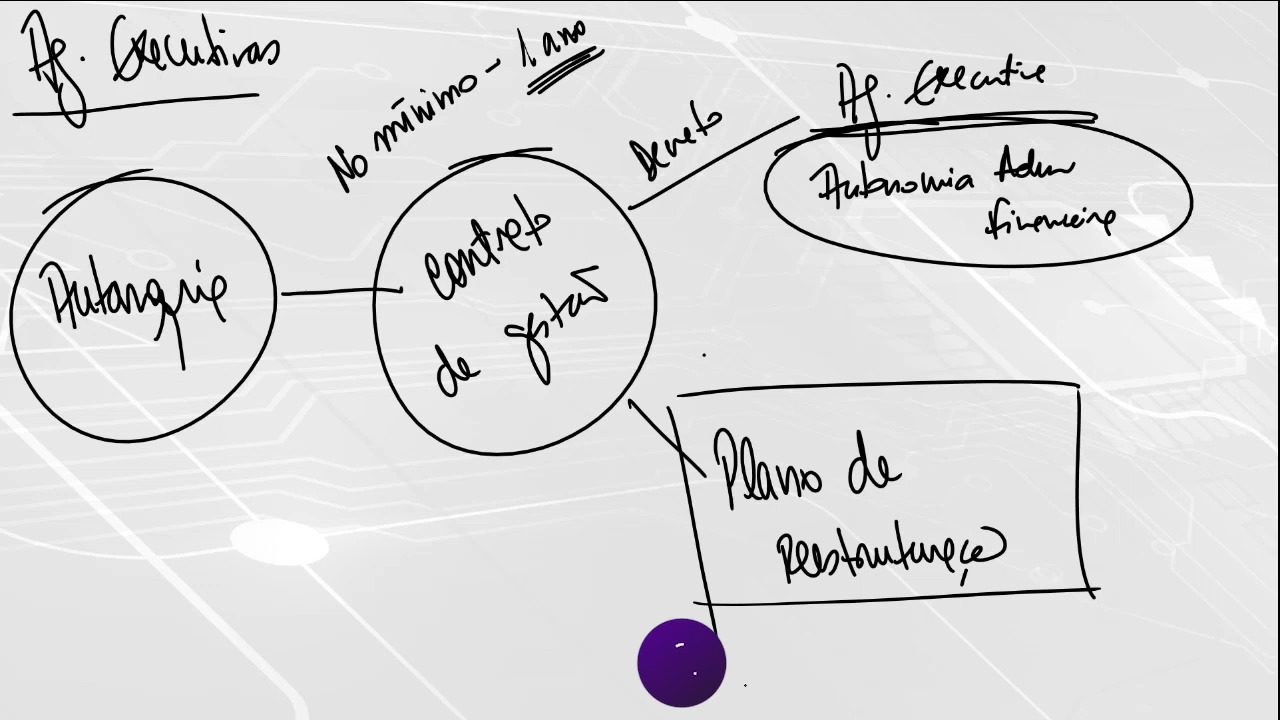 Ag. Executivas
No mínimo - 1 ano
Decreto
Ag. Executiva
Autonomia Adm
financeira
Autarquia
contrato
de gestão
Plano de
Reestruturação